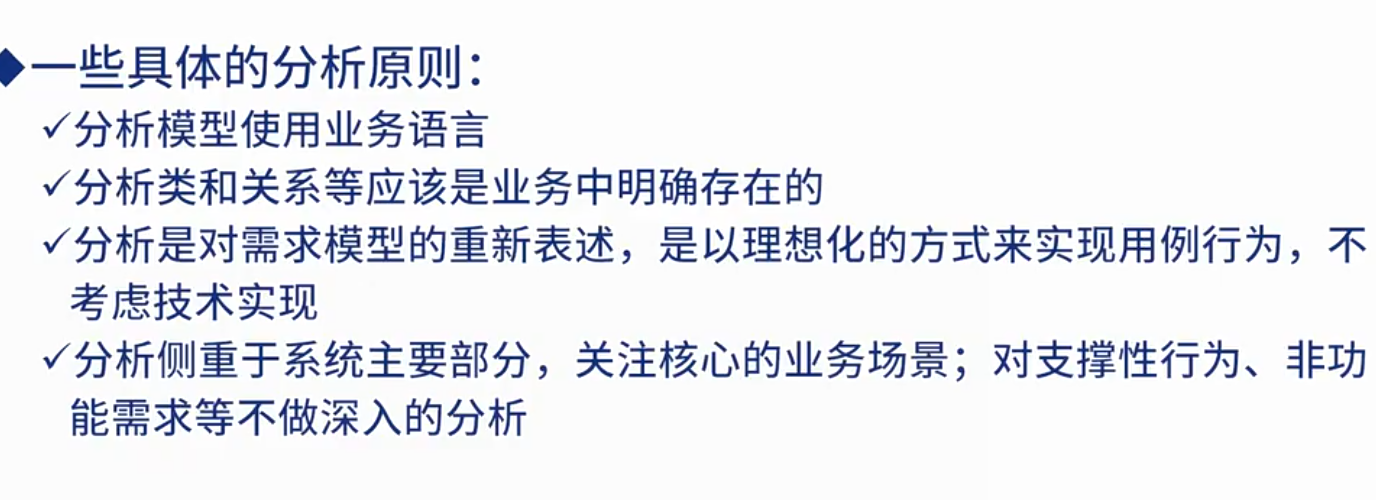 ◆一些具体的分析原则：
✓分析模型使用业务语言
✓分析类和关系等应该是业务中明确存在的
✓分析是对需求模型的重新表述，是以理想化的方式来实现用例行为，不
考虑技术实现
✓分析侧重于系统主要部分，关注核心的业务场景；对支撑性行为、非功
能需求等不做深入的分析